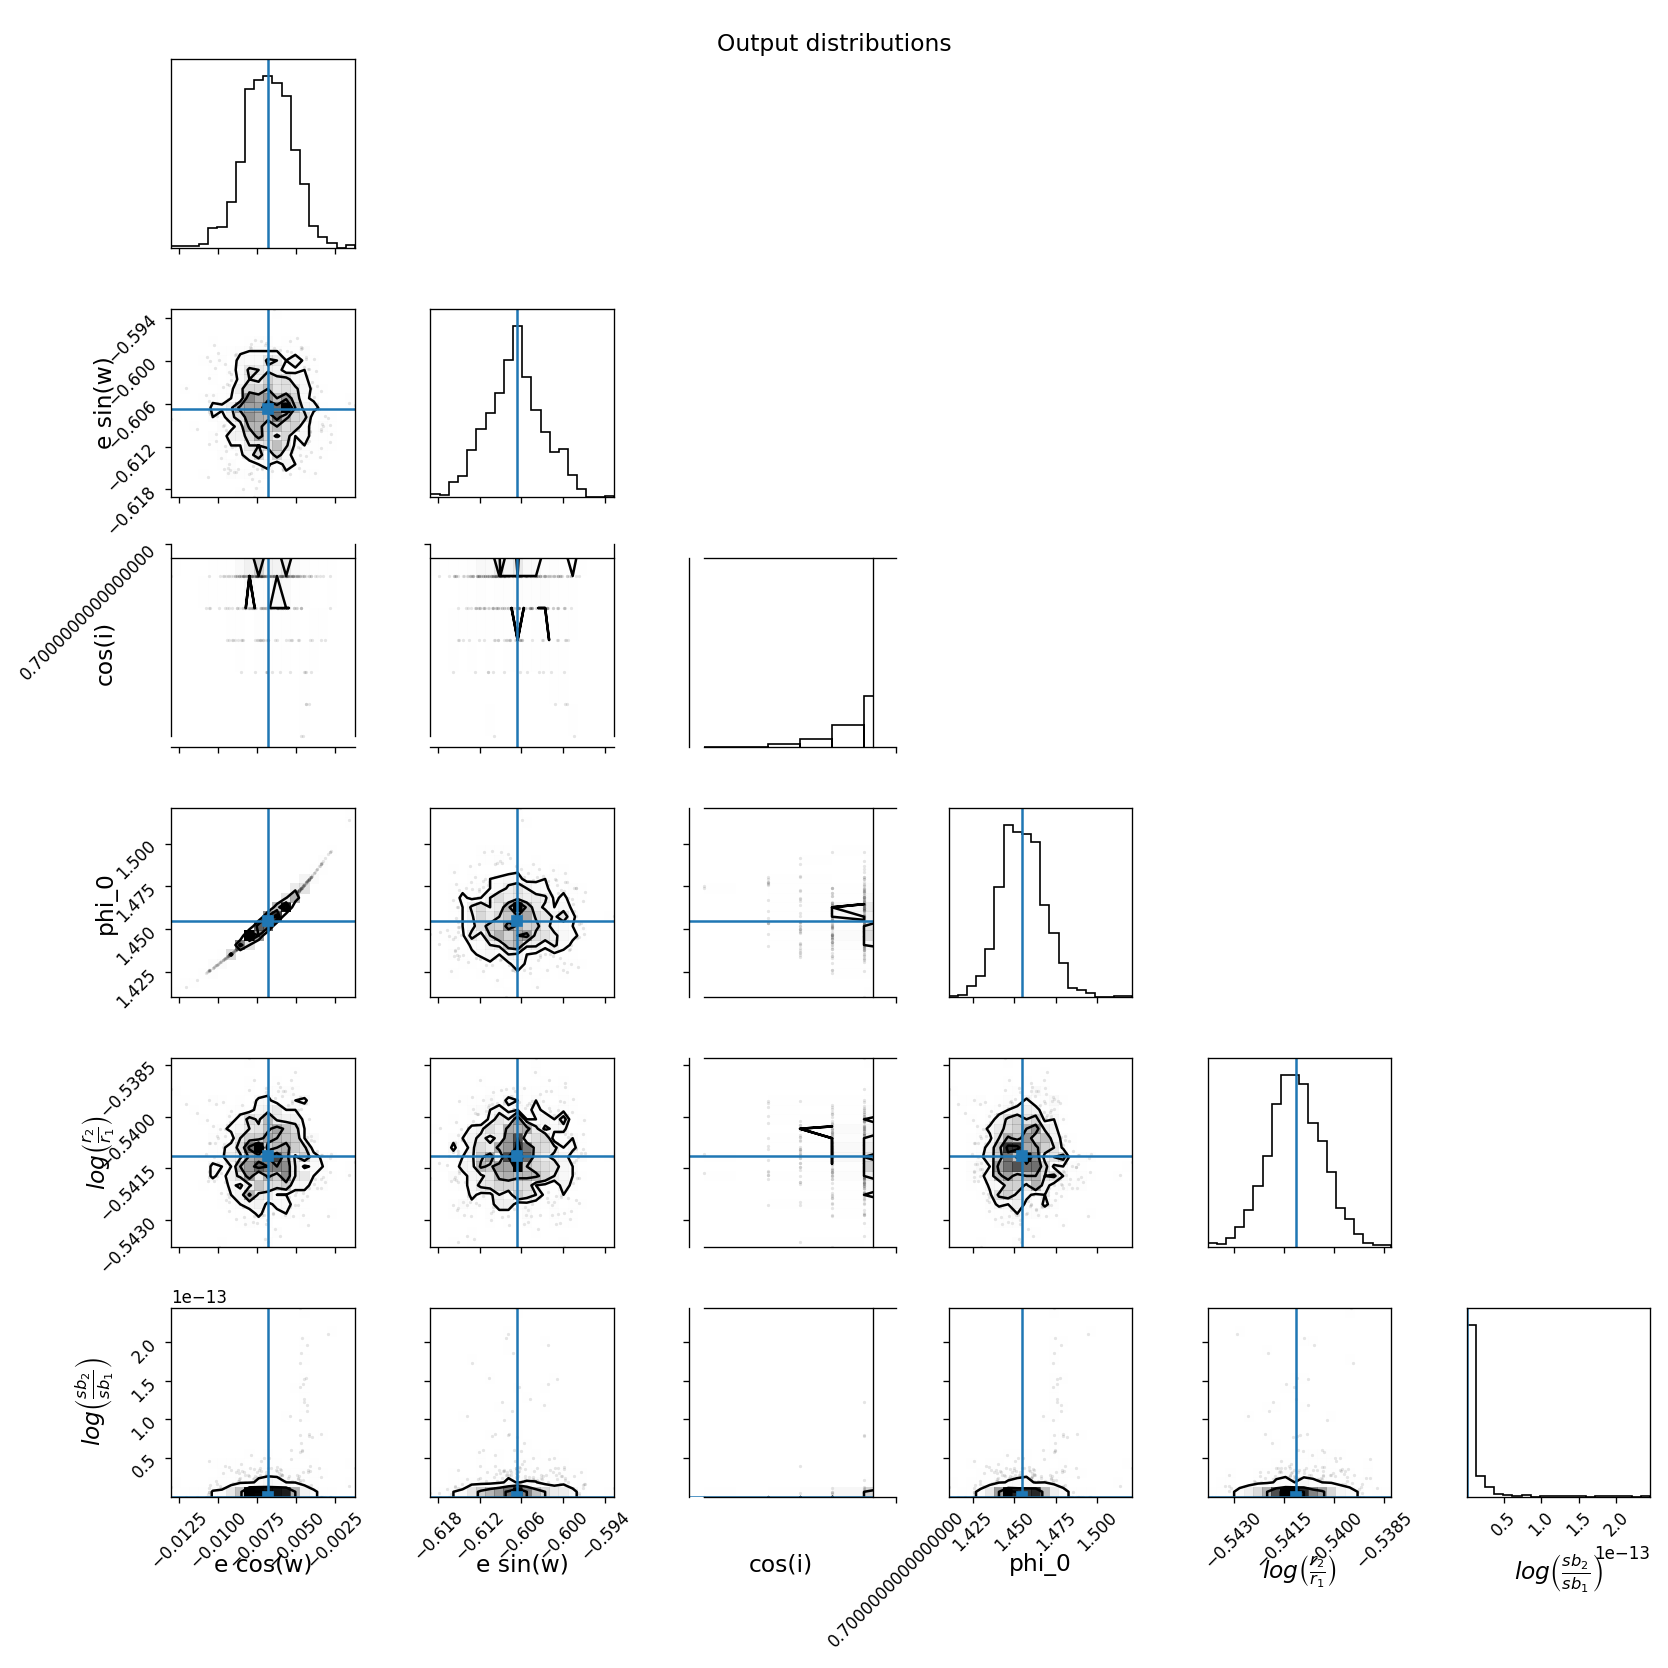 Output distributions
e sin(w)
−0.594
−0.600
−0.606
−0.612
−0.618
cos(i)
0.7000000000000000
phi_0
1.500
1.475
1.450
1.425
log(r₂/r₁)
−0.5385
−0.5400
−0.5415
−0.5430
1e−13
log(sb₂/sb₁)
2.0
1.5
1.0
0.5
−0.0125
−0.0100
−0.0075
−0.0050
−0.0025
e cos(w)
−0.618
−0.612
−0.606
−0.600
−0.594
e sin(w)
0.7000000000000000
cos(i)
1.425
1.450
1.475
1.500
phi_0
−0.5430
−0.5415
−0.5400
−0.5385
log(r₂/r₁)
0.5
1.0
1.5
2.0
1e−13
log(sb₂/sb₁)